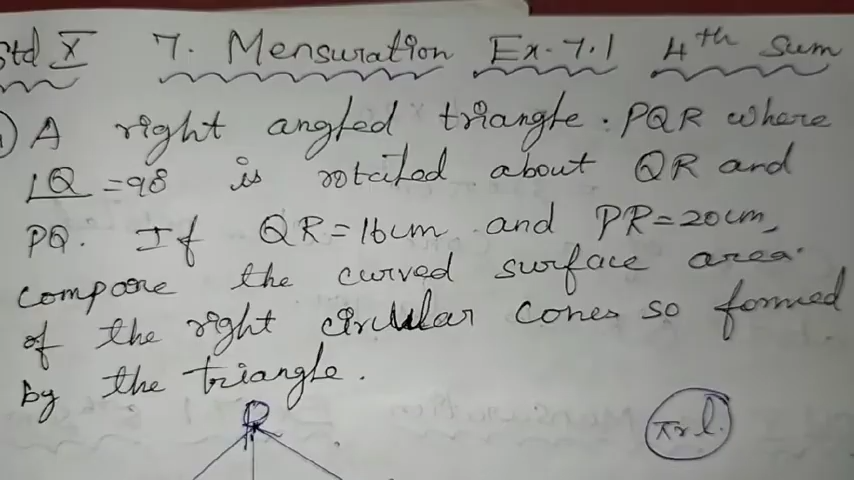 Std X 7. Mensuration Ex-7.1 4th Sum
A right angled triangle. PQR where
∠Q = 98 is rotated about QR and
PQ. If QR = 16cm and PR = 20cm,
compare the curved surface area.
of the right circular cones so formed
by the triangle.
P
πrl.